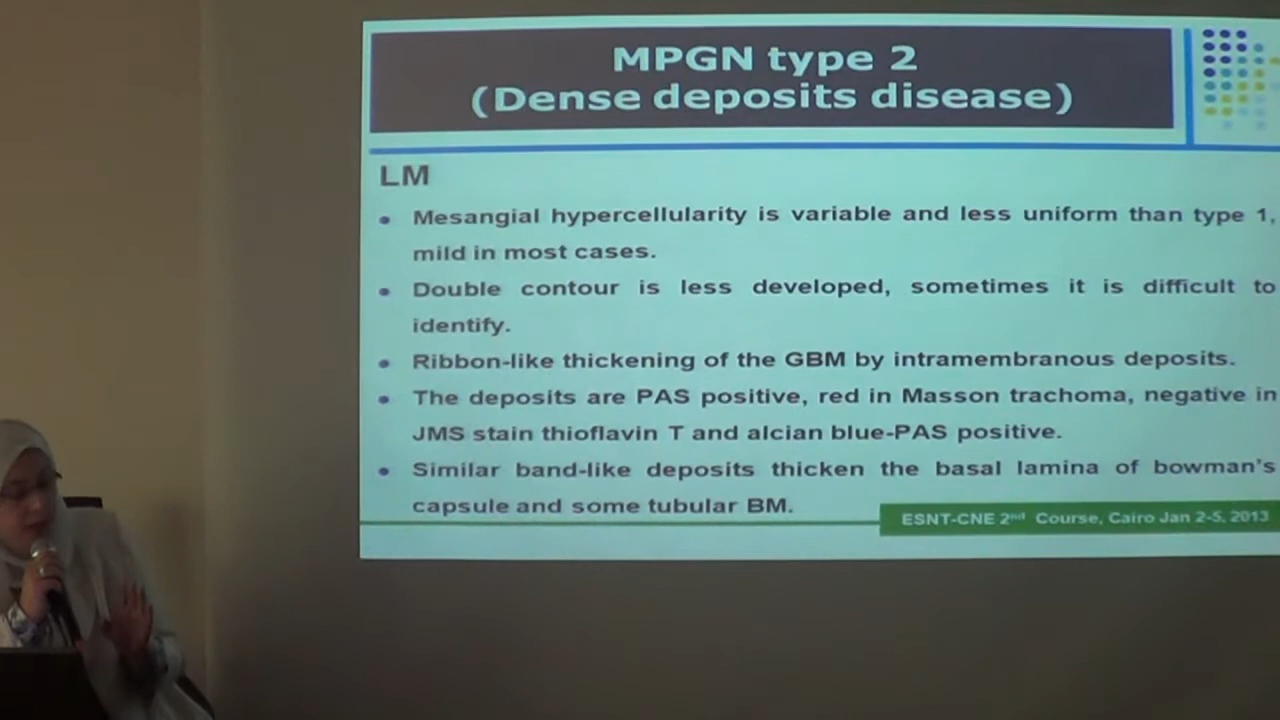 MPGN type 2
(Dense deposits disease)
LM
Mesangial hypercellularity is variable and less uniform than type 1,
mild in most cases.
Double contour is less developed, sometimes it is difficult to
identify.
Ribbon-like thickening of the GBM by intramembranous deposits.
The deposits are PAS positive, red in Masson trachoma, negative in
JMS stain thioflavin T and alcian blue-PAS positive.
Similar band-like deposits thicken the basal lamina of bowman's
capsule and some tubular BM.
ESNT-CNE 2nd Course, Cairo Jan 2-5, 2013